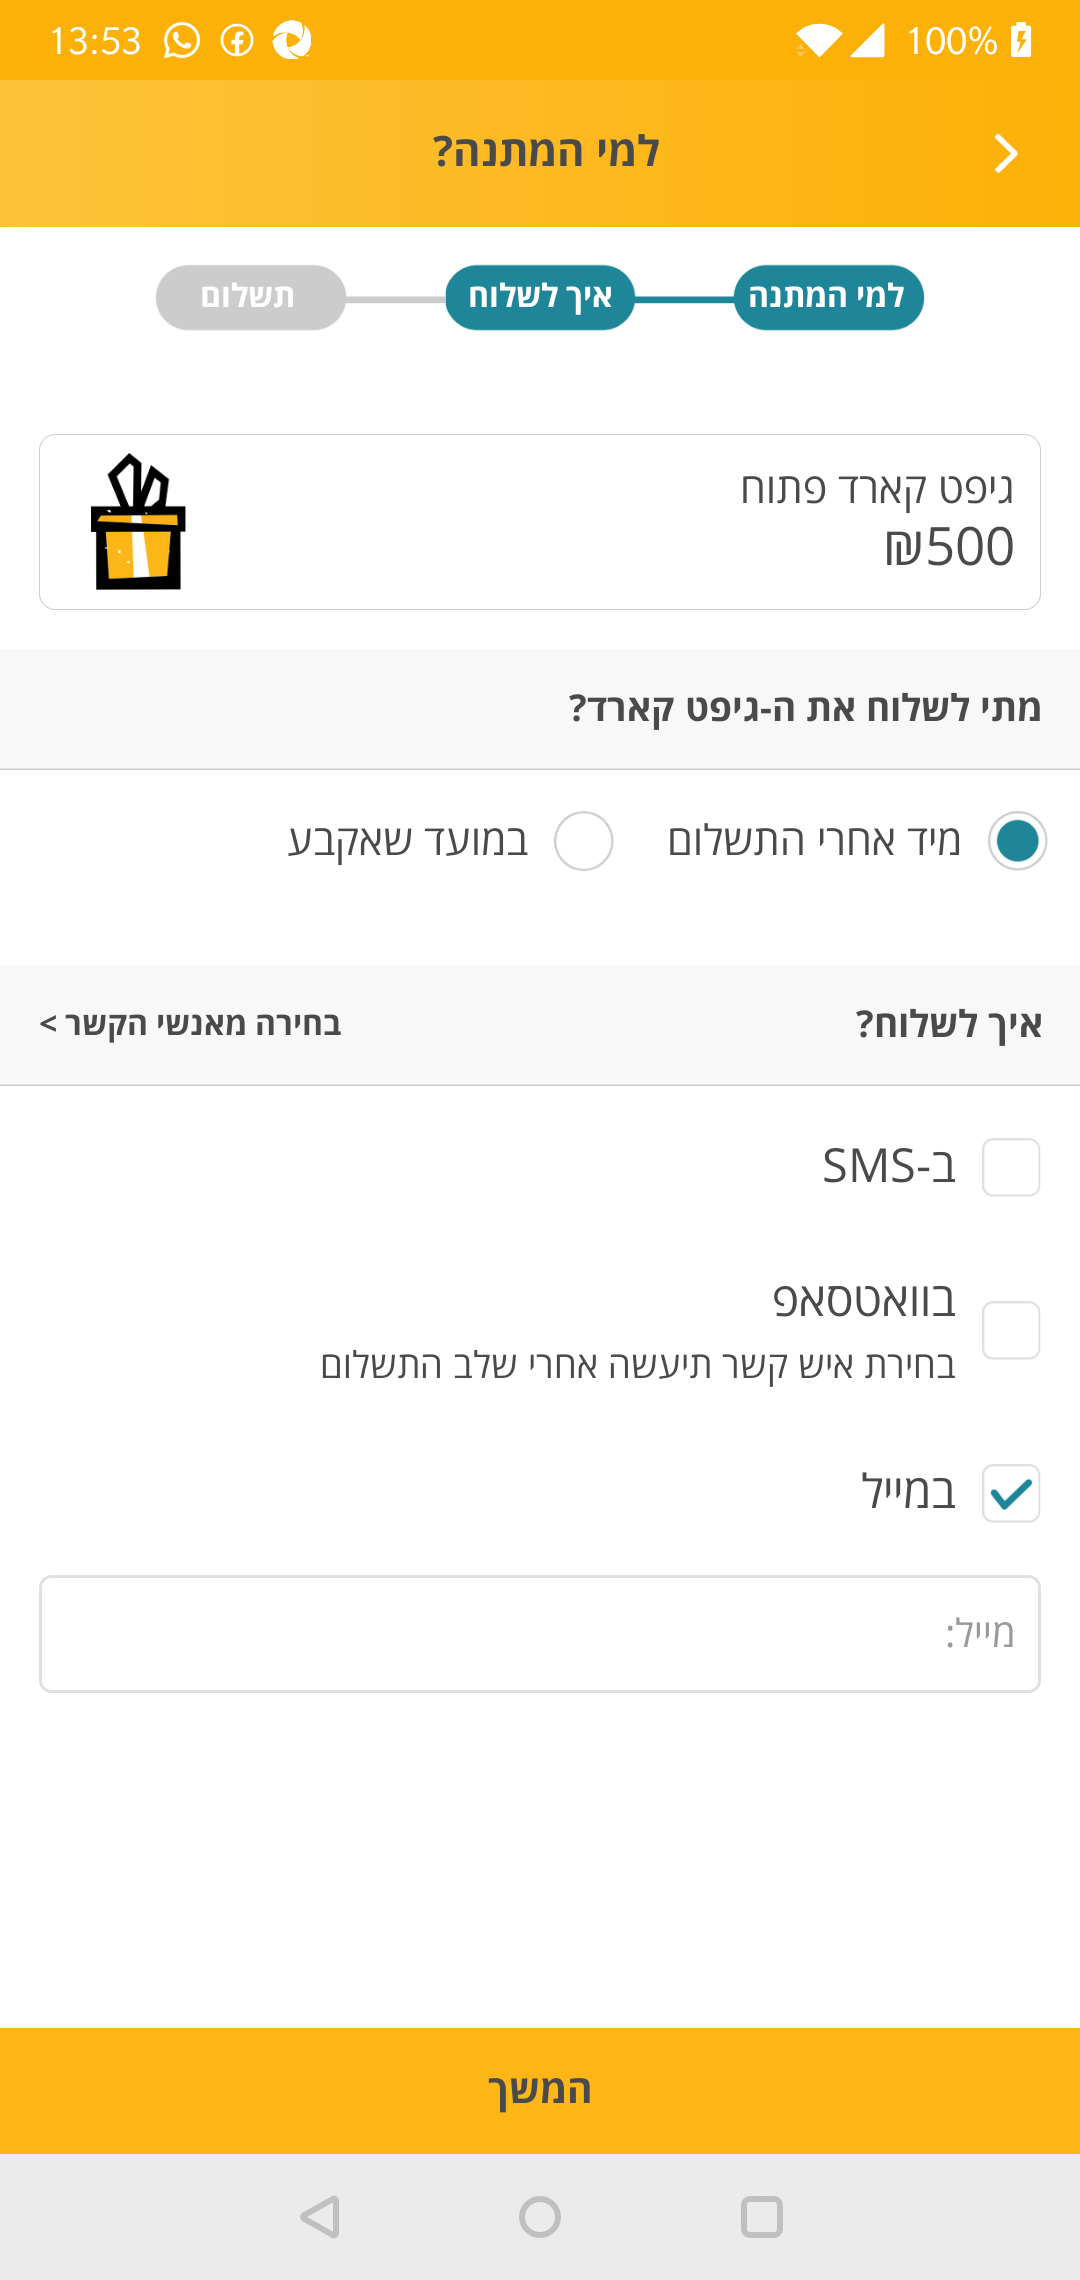 13:53
100%
למי המתנה?
למי המתנה
איך לשלוח
תשלום
גיפט קארד פתוח
₪500
מתי לשלוח את ה-גיפט קארד?
מיד אחרי התשלום
במועד שאקבע
איך לשלוח?
בחירה מאנשי הקשר >
ב-SMS
בוואטסאפ
בחירת איש קשר תיעשה אחרי שלב התשלום
במייל
מייל:
המשך